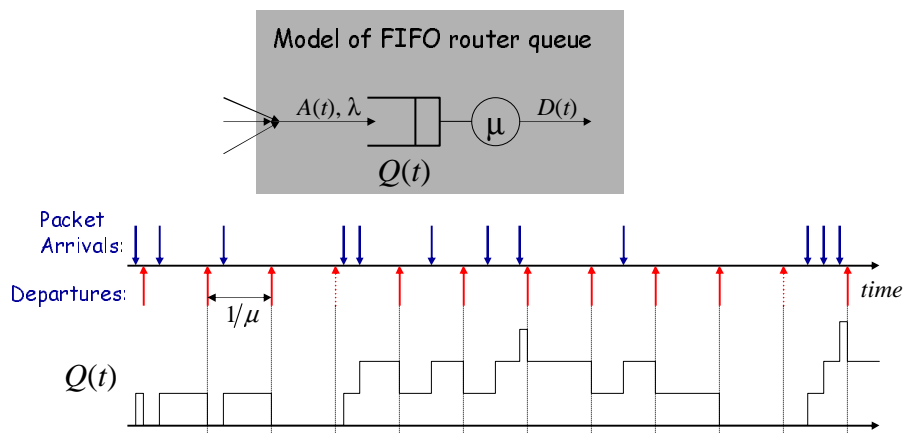 Model of FIFO router queue
A(t), λ
μ
D(t)
Q(t)
Packet
Arrivals:
Departures:
1/μ
time
Q(t)